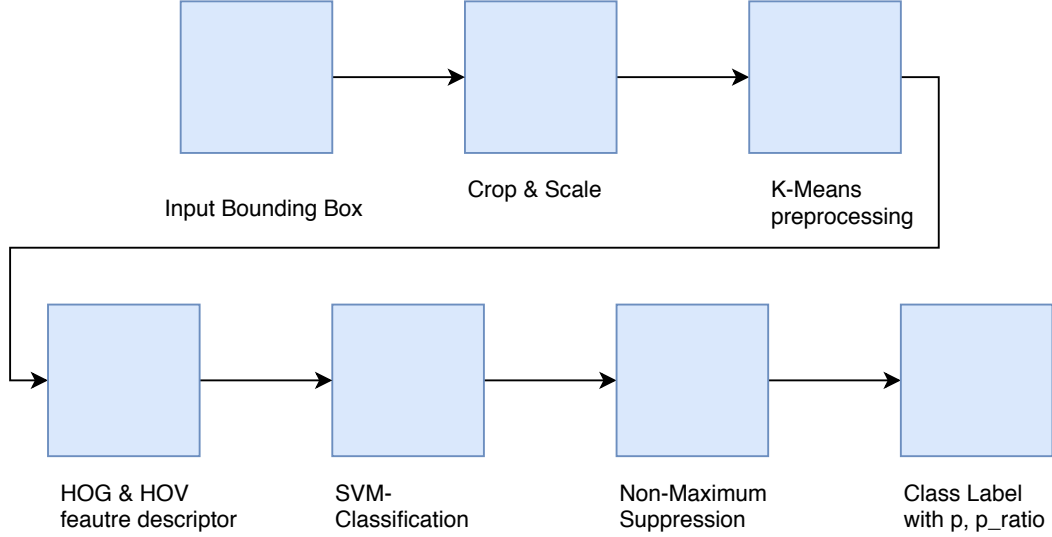 Input Bounding Box
Crop & Scale
K-Means
preprocessing
HOG & HOV
feautre descriptor
SVM-
Classification
Non-Maximum
Suppression
Class Label
with p, p_ratio